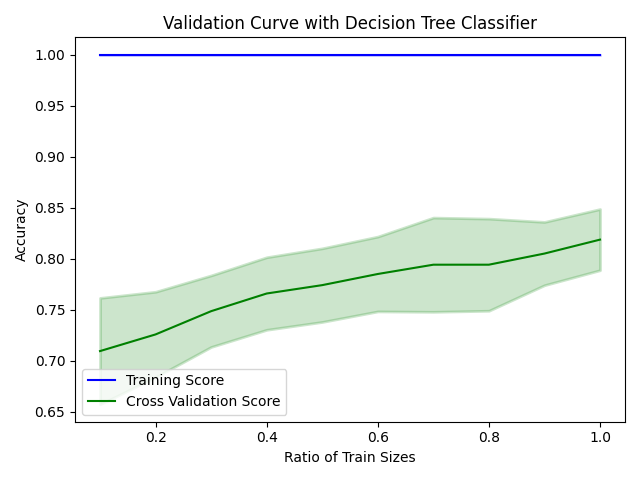 Validation Curve with Decision Tree Classifier
1.00
0.95
0.90
0.85
0.80
0.75
0.70
0.65
Accuracy
Training Score
Cross Validation Score
0.2 0.4 0.6 0.8 1.0
Ratio of Train Sizes